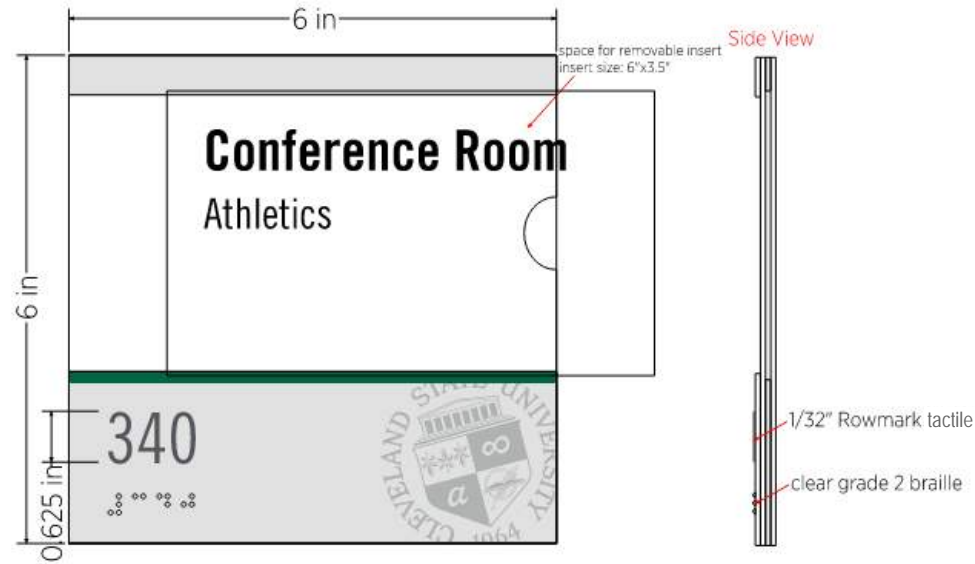 6 in
Side View
space for removable insert
insert size: 6"x3.5"
Conference Room
Athletics
6 in
340
0.625 in
CLEVELAND STATE UNIVERSITY
1964
1/32" Rowmark tactile
clear grade 2 braille
⠼⠉⠙⠚